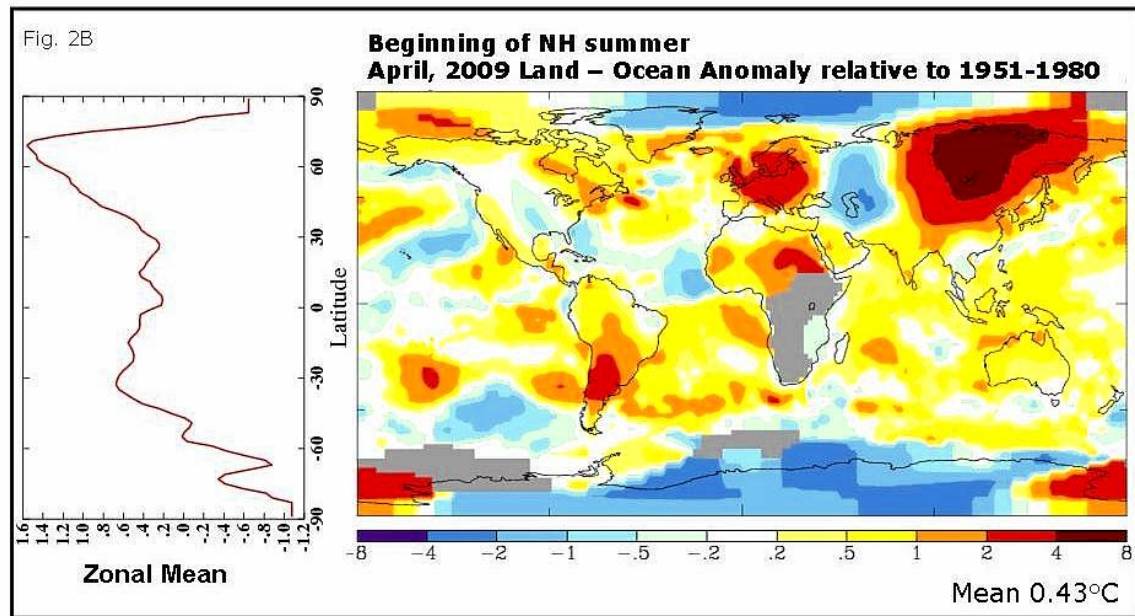 Fig. 2B
Beginning of NH summer
April, 2009 Land – Ocean Anomaly relative to 1951-1980
90
60
30
0
-30
-60
-90
Latitude
1.6 1.4 1.2 1.0 .8 .6 .4 .2 0 -.2 -.4 -.6 -.8 -1.0 -1.2
Zonal Mean
-8 -4 -2 -1 -.5 -.2 .2 .5 1 2 4 8
Mean 0.43°C